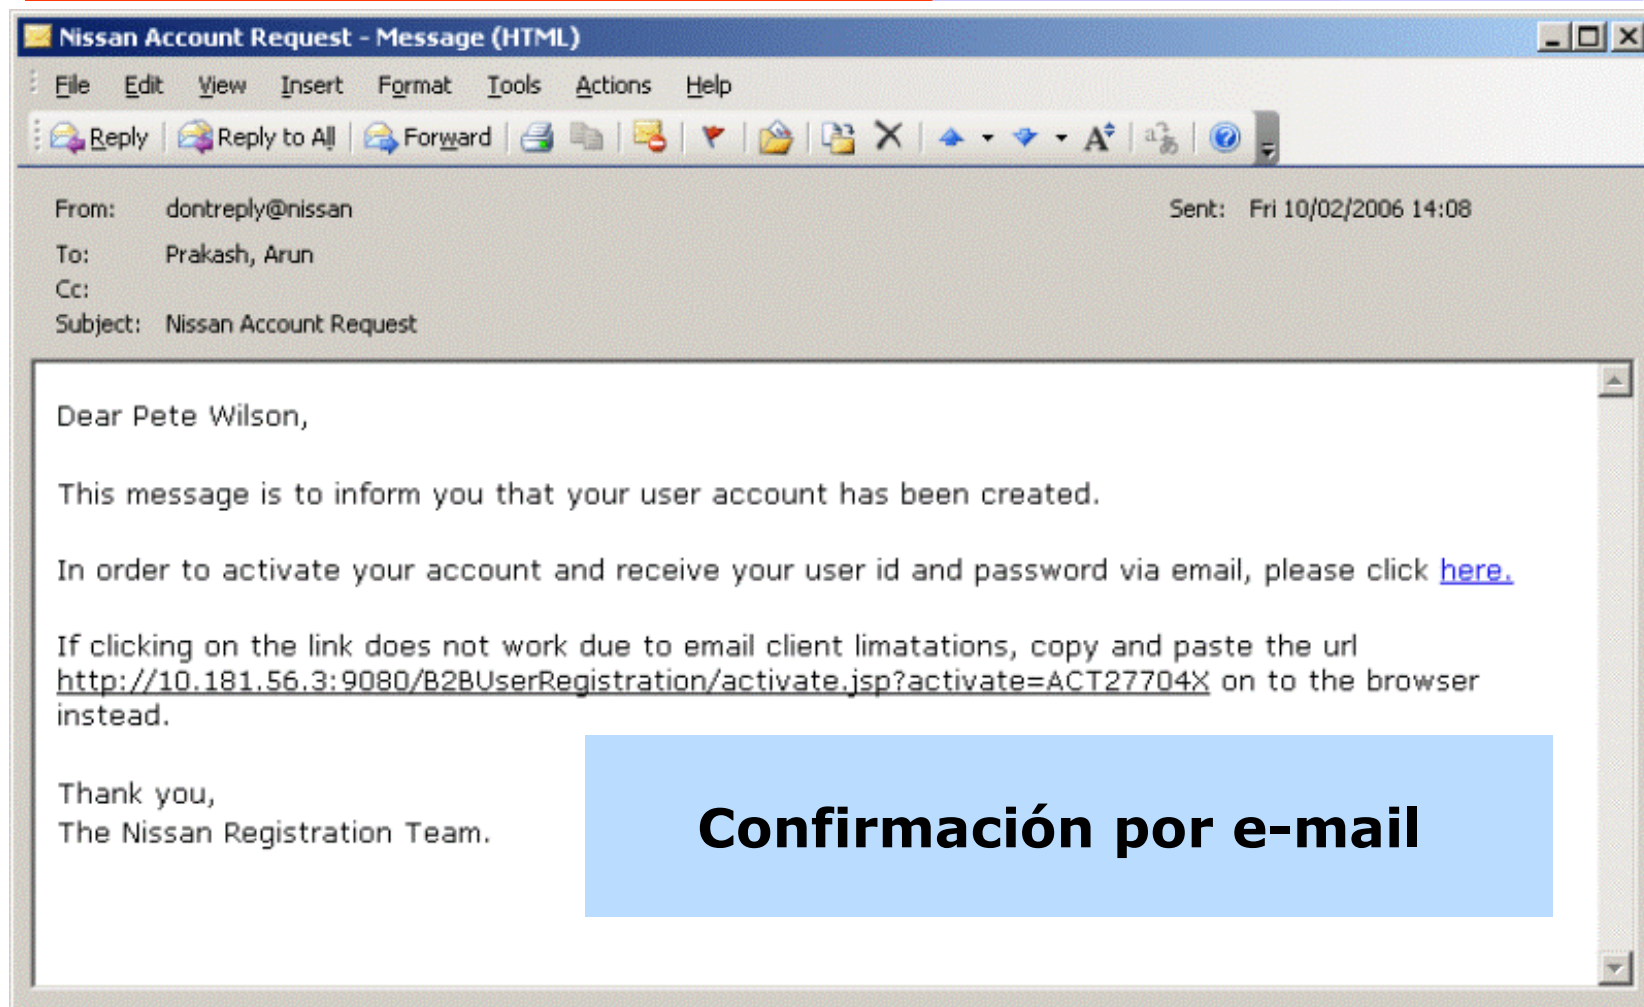 Nissan Account Request - Message (HTML)
File Edit View Insert Format Tools Actions Help
Reply Reply to All Forward
From: dontreply@nissan Sent: Fri 10/02/2006 14:08
To: Prakash, Arun
Cc:
Subject: Nissan Account Request
Dear Pete Wilson,
This message is to inform you that your user account has been created.
In order to activate your account and receive your user id and password via email, please click here.
If clicking on the link does not work due to email client limatations, copy and paste the url
http://10.181.56.3:9080/B2BUserRegistration/activate.jsp?activate=ACT27704X on to the browser
instead.
Thank you,
The Nissan Registration Team.
Confirmación por e-mail